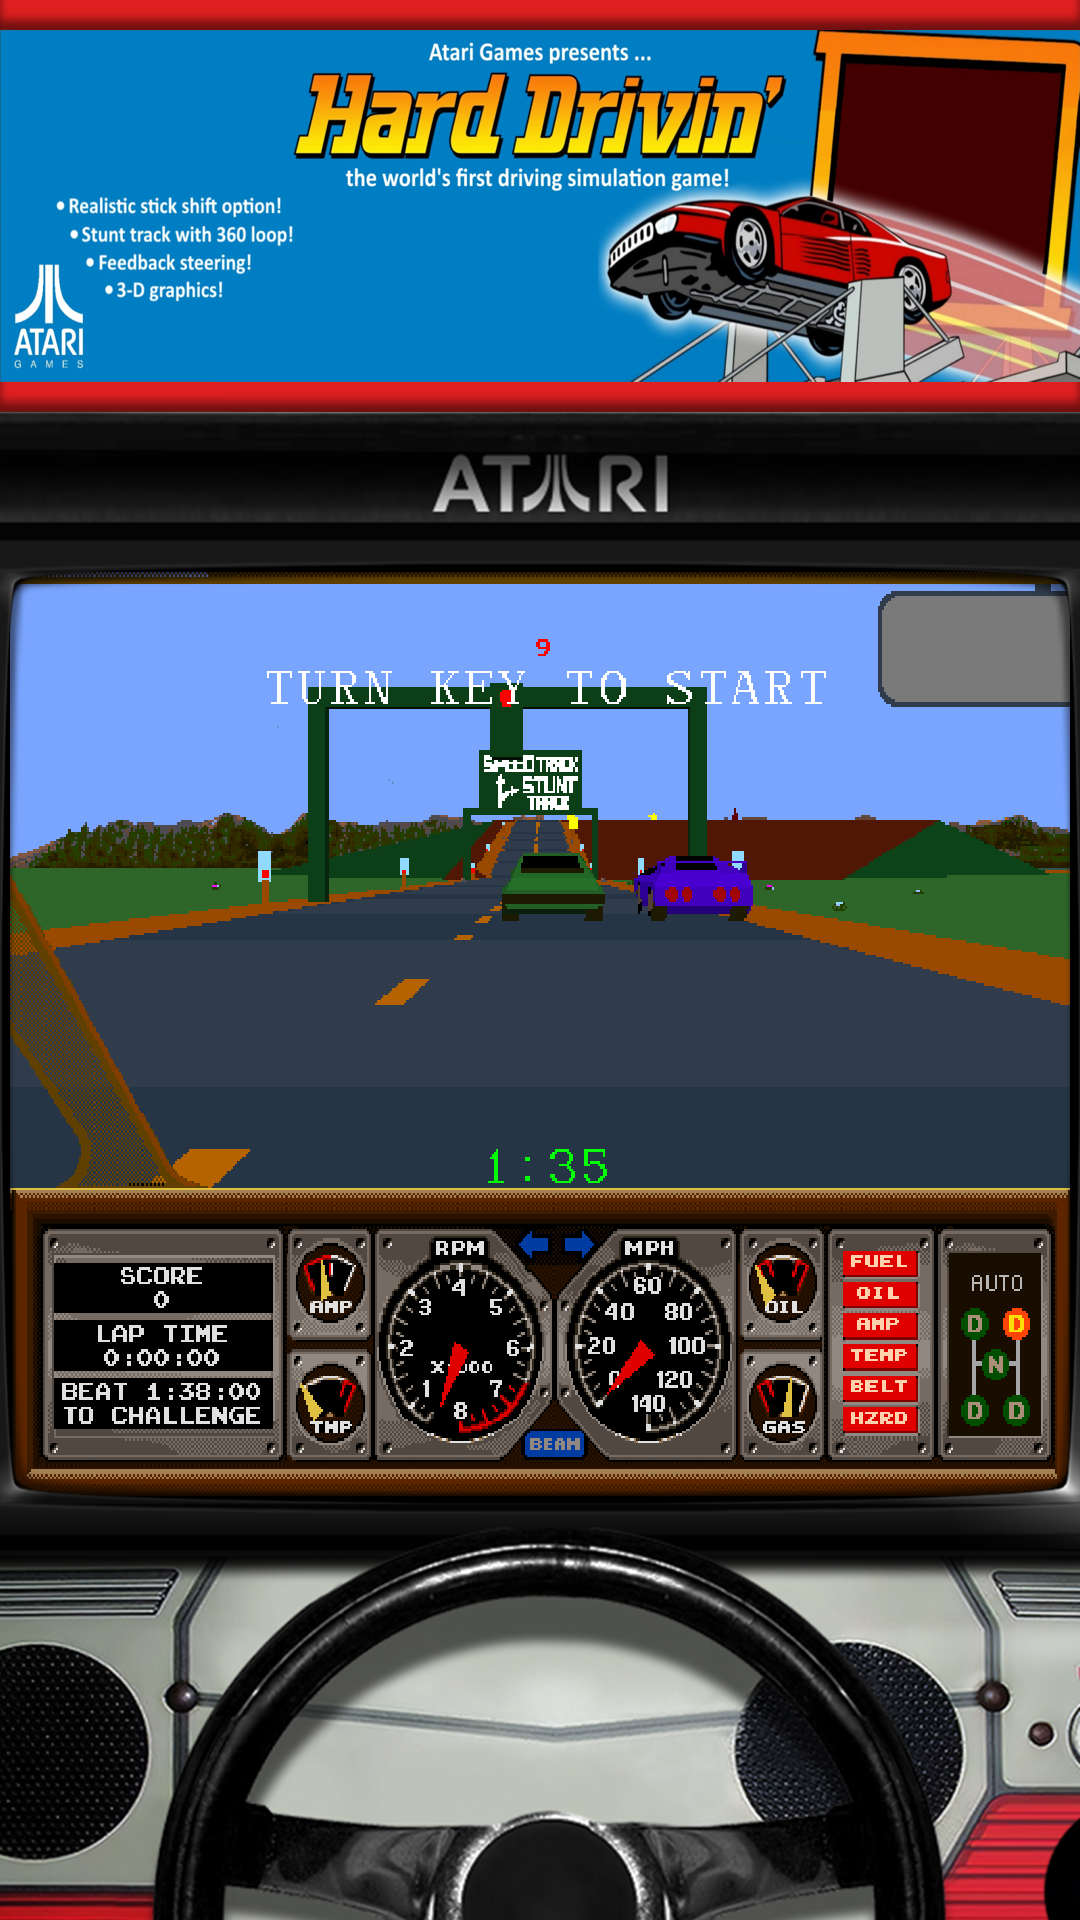 Atari Games presents ...
Hard Drivin'
the world's first driving simulation game!
• Realistic stick shift option!
• Stunt track with 360 loop!
• Feedback steering!
• 3-D graphics!
ATARI
GAMES
ATARI
9
TURN KEY TO START
SPEED TRACK
STUNT
TRACK
1:35
SCORE
0
LAP TIME
0:00:00
BEAT 1:38:00
TO CHALLENGE
AMP
TMP
RPM
1 2 3 4 5 6 7 8
X1000
MPH
0 20 40 60 80 100 120 140
BEAM
OIL
GAS
FUEL
OIL
AMP
TEMP
BELT
HZRD
AUTO
D D
N
D D